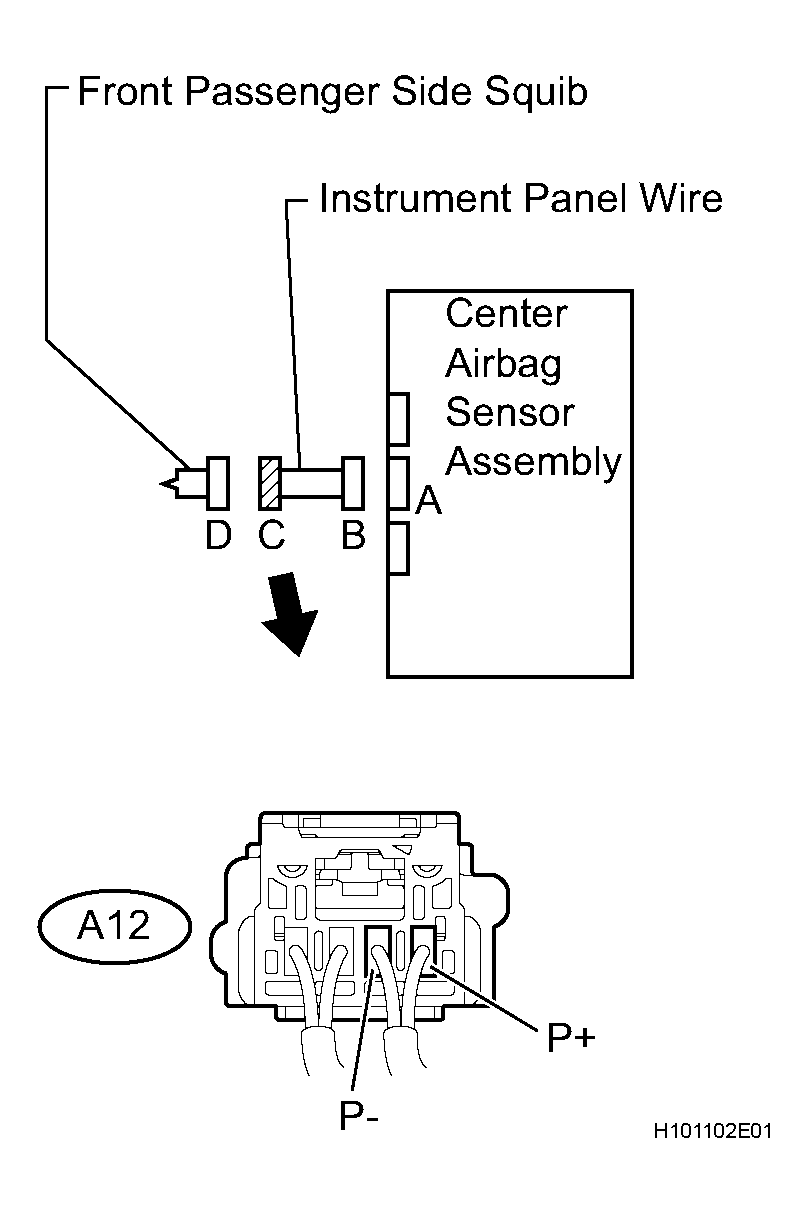 Front Passenger Side Squib
Instrument Panel Wire
Center
Airbag
Sensor
Assembly
A
D
C
B
A12
P+
P-
H101102E01